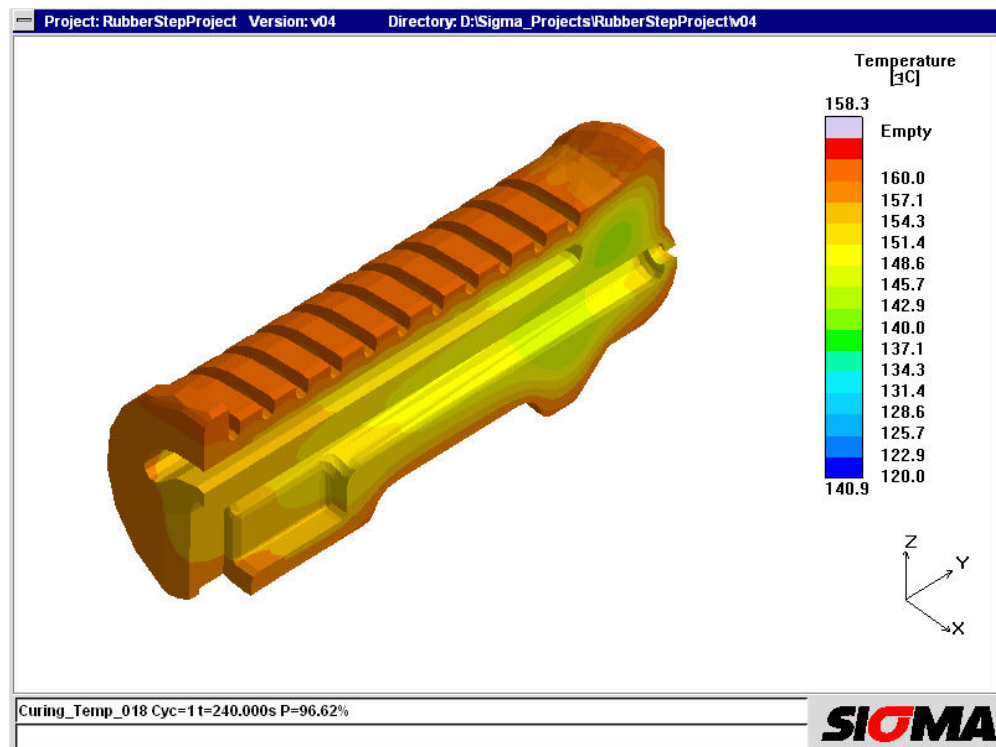 Project: RubberStepProject Version: v04 Directory: D:\Sigma_Projects\RubberStepProject\v04
Temperature
[℃]
158.3
Empty
160.0
157.1
154.3
151.4
148.6
145.7
142.9
140.0
137.1
134.3
131.4
128.6
125.7
122.9
120.0
140.9
Z
Y
X
Curing_Temp_018 Cyc=1 t=240.000s P=96.62%
SIGMA